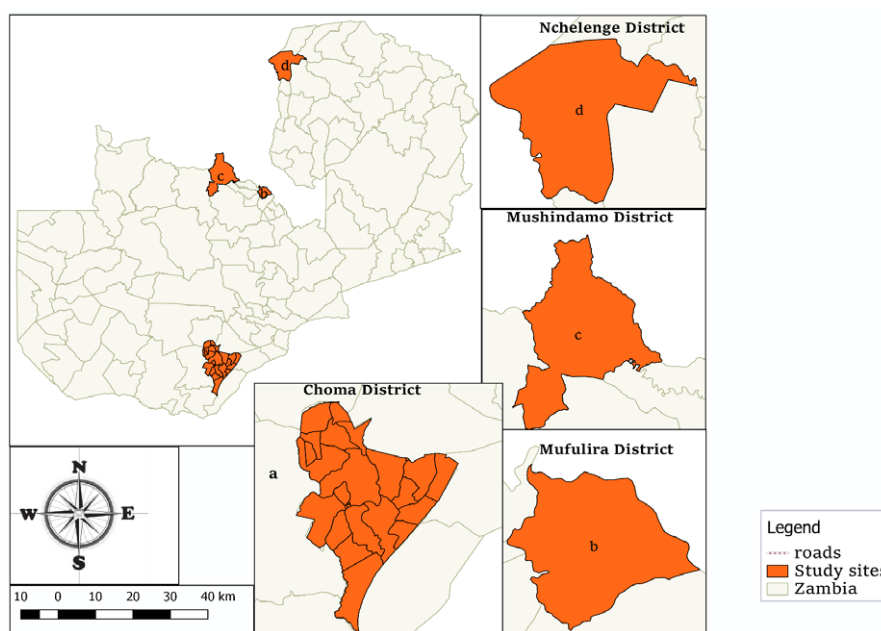 Nchelenge District
d
d
Mushindamo District
c
b
c
Choma District
a
Mufulira District
b
N
W E
S
10 0 10 20 30 40 km
Legend
roads
Study sites
Zambia